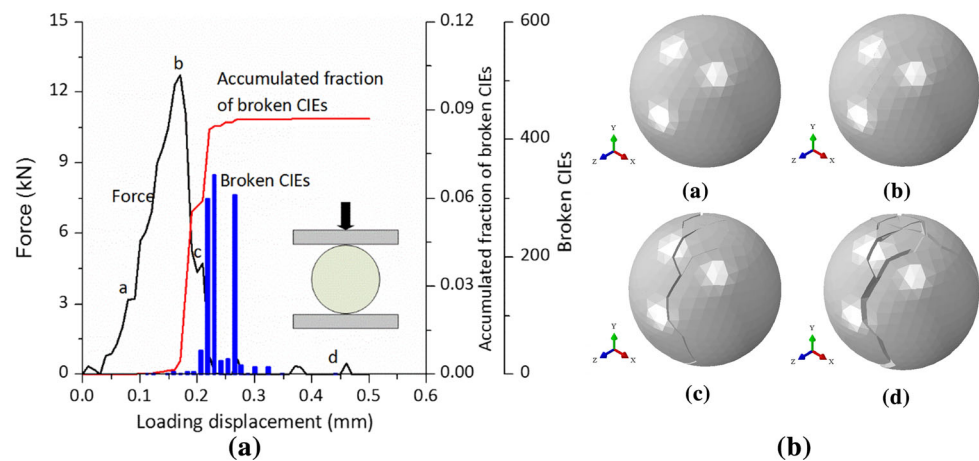 15
12
9
6
3
0
0.0
0.1
0.2
0.3
0.4
0.5
0.6
Force (kN)
Loading displacement (mm)
0.12
0.09
0.06
0.03
0.00
Accumulated fraction of broken CIEs
600
400
200
0
Broken CIEs
b
Accumulated fraction
of broken CIEs
Force
Broken CIEs
a
c
d
(a)
Y
Z
X
(a)
Y
Z
X
(b)
Y
Z
X
(c)
Y
Z
X
(d)
(b)